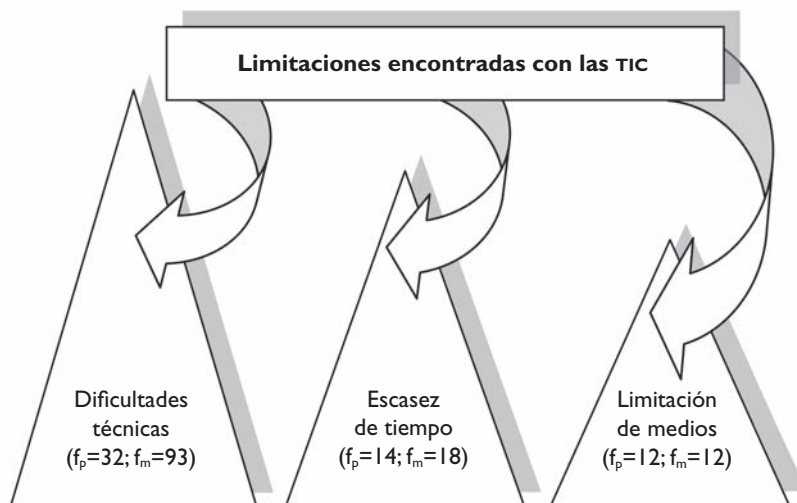 Limitaciones encontradas con las TIC
Dificultades
técnicas
(fp=32; fm=93)
Escasez
de tiempo
(fp=14; fm=18)
Limitación
de medios
(fp=12; fm=12)